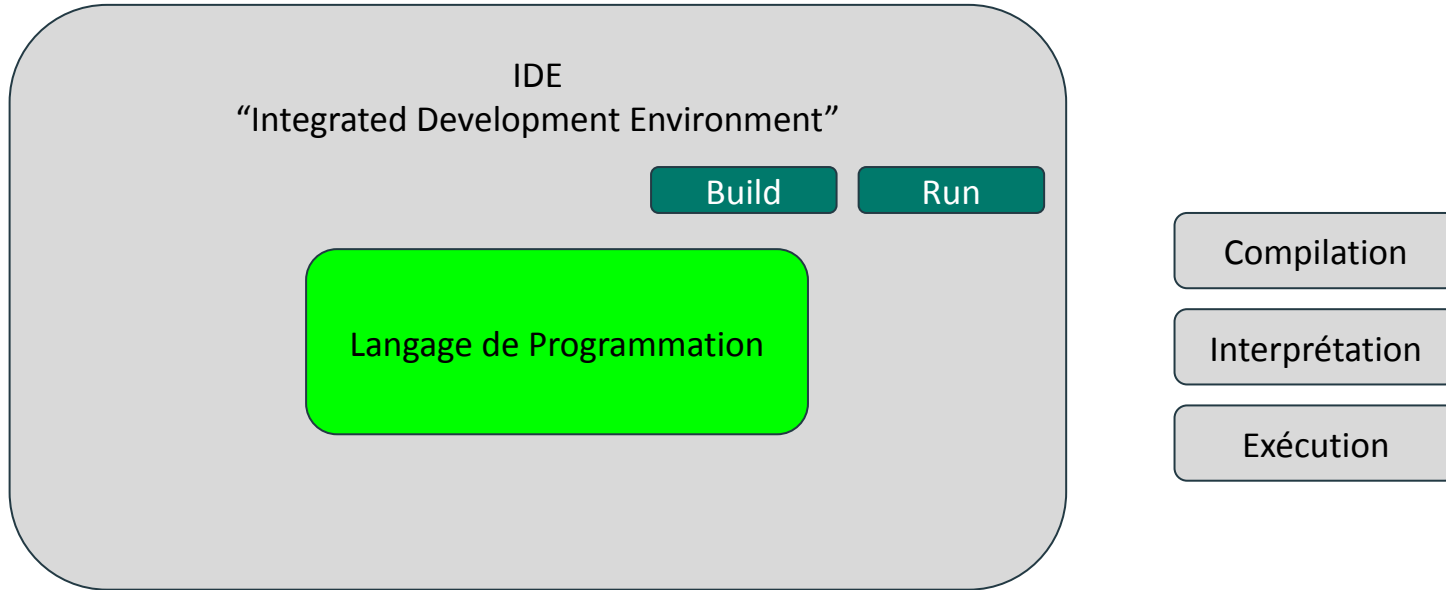 IDE
“Integrated Development Environment”
Build
Run
Langage de Programmation
Compilation
Interprétation
Exécution